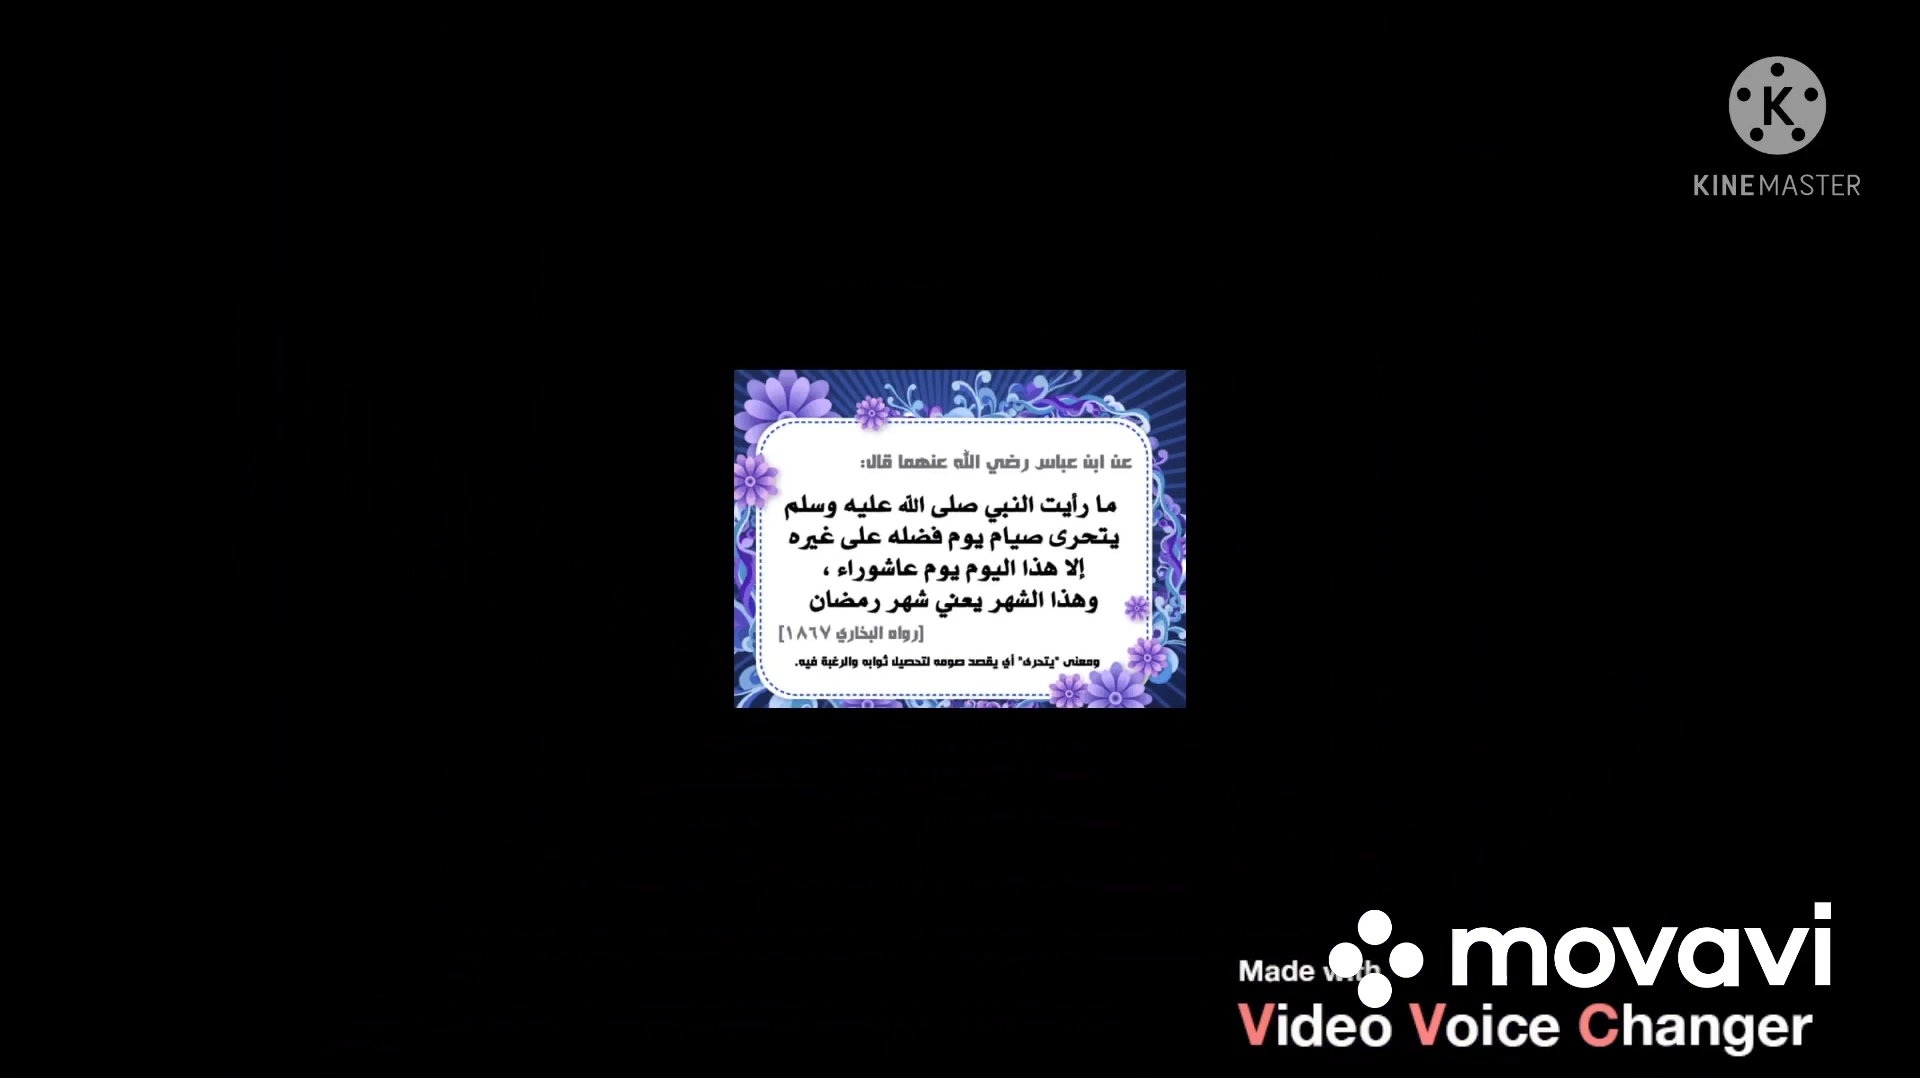 KINEMASTER
عن ابن عباس رضي الله عنهما قال:
ما رأيت النبي صلى الله عليه وسلم
يتحرى صيام يوم فضله على غيره
إلا هذا اليوم يوم عاشوراء ،
وهذا الشهر يعني شهر رمضان
[رواه البخاري ١٨٦٧]
ومعنى "يتحرى" أي يقصد صومه لتحصيل ثوابه والرغبة فيه.
movavi
Made with
Video Voice Changer